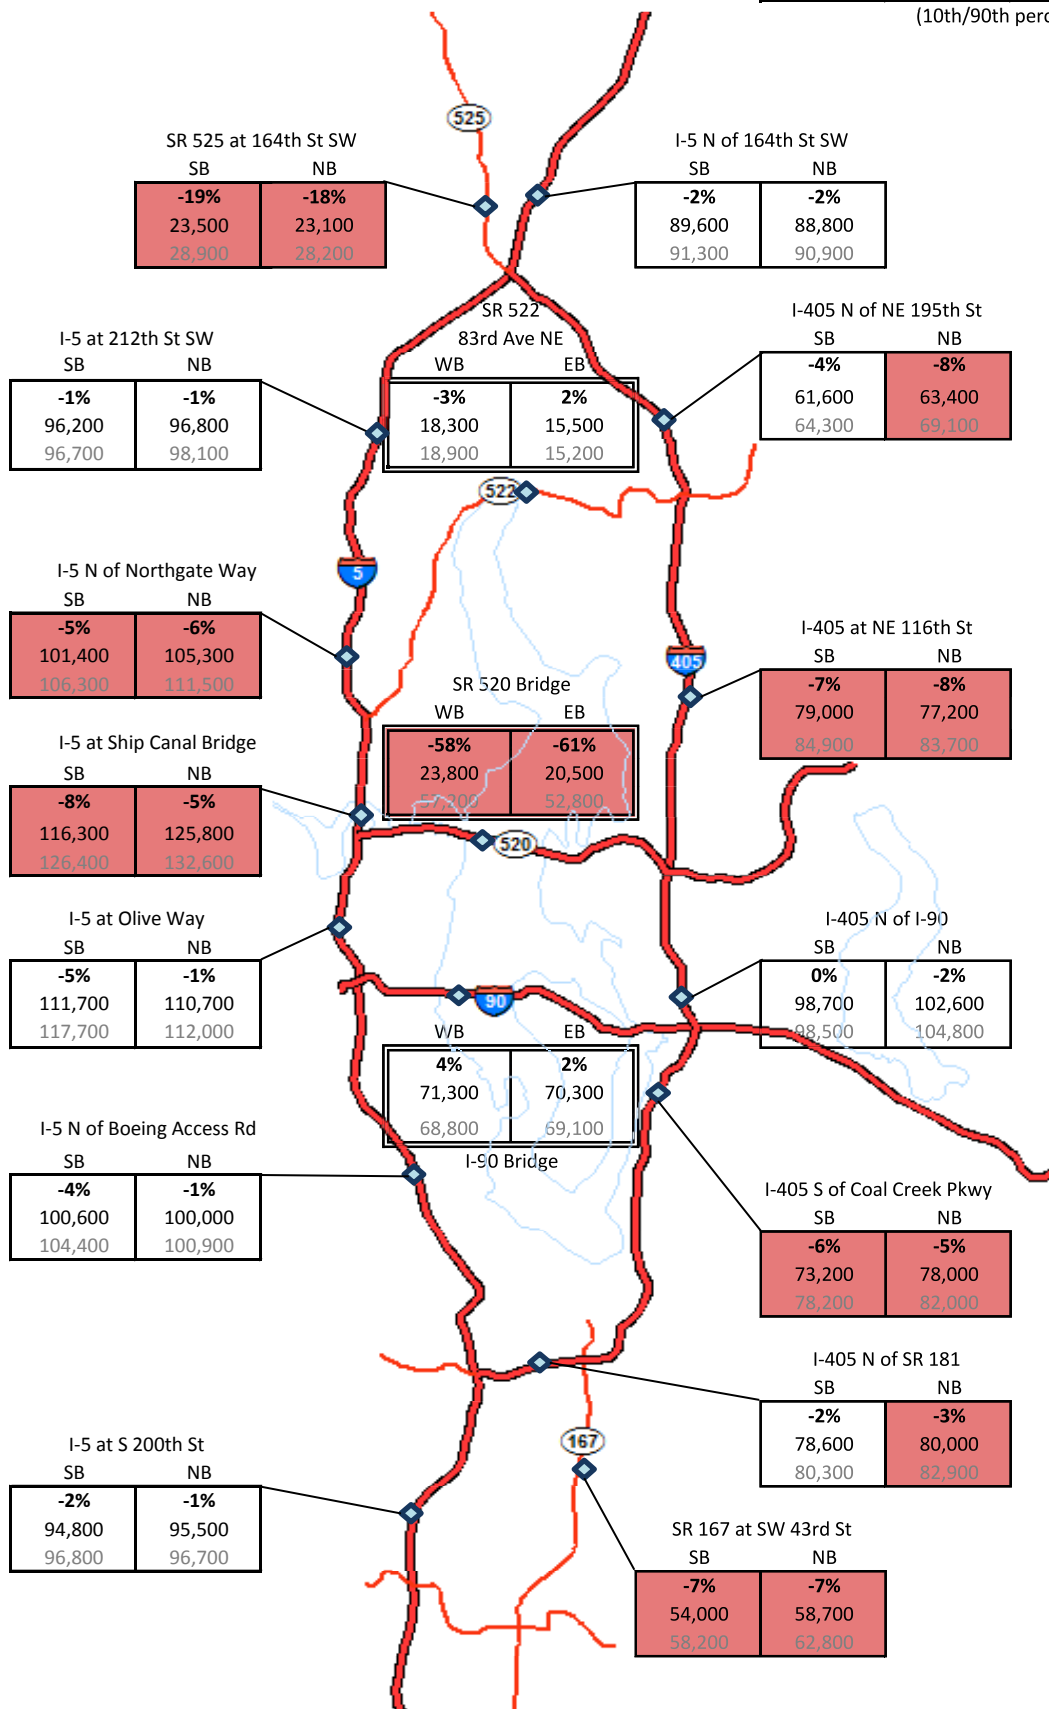 (10th/90th perc
525
SR 525 at 164th St SW
SB NB
-19% -18%
23,500 23,100
28,900 28,200
I-5 N of 164th St SW
SB NB
-2% -2%
89,600 88,800
91,300 90,900
I-5 at 212th St SW
SB NB
-1% -1%
96,200 96,800
96,700 98,100
SR 522
83rd Ave NE
WB EB
-3% 2%
18,300 15,500
18,900 15,200
I-405 N of NE 195th St
SB NB
-4% -8%
61,600 63,400
64,300 69,100
522
5
I-5 N of Northgate Way
SB NB
-5% -6%
101,400 105,300
106,300 111,500
405
I-405 at NE 116th St
SB NB
-7% -8%
79,000 77,200
84,900 83,700
SR 520 Bridge
WB EB
-58% -61%
23,800 20,500
57,200 52,800
I-5 at Ship Canal Bridge
SB NB
-8% -5%
116,300 125,800
126,400 132,600
520
I-5 at Olive Way
SB NB
-5% -1%
111,700 110,700
117,700 112,000
I-405 N of I-90
SB NB
0% -2%
98,700 102,600
98,500 104,800
90
WB EB
4% 2%
71,300 70,300
68,800 69,100
I-90 Bridge
I-5 N of Boeing Access Rd
SB NB
-4% -1%
100,600 100,000
104,400 100,900
I-405 S of Coal Creek Pkwy
SB NB
-6% -5%
73,200 78,000
78,200 82,000
I-405 N of SR 181
SB NB
-2% -3%
78,600 80,000
80,300 82,900
167
I-5 at S 200th St
SB NB
-2% -1%
94,800 95,500
96,800 96,700
SR 167 at SW 43rd St
SB NB
-7% -7%
54,000 58,700
58,200 62,800